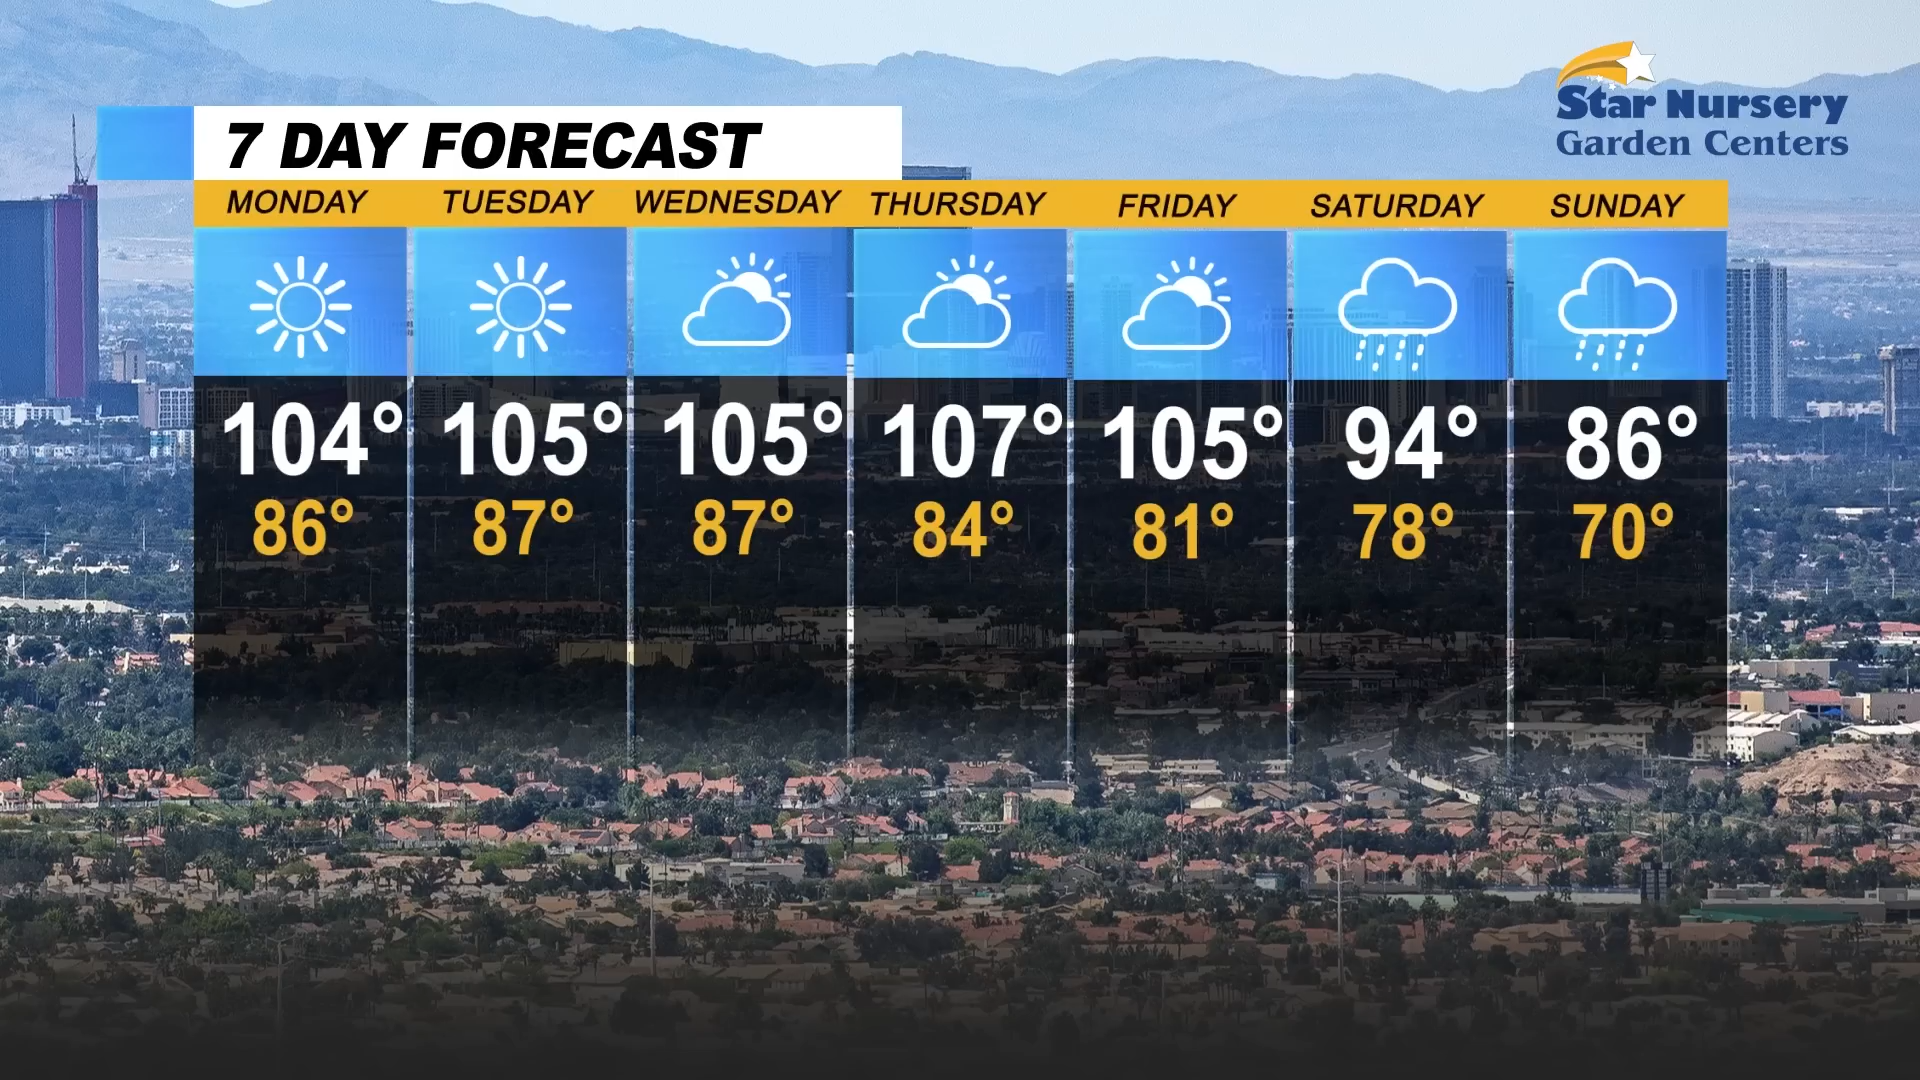 Star Nursery
Garden Centers
7 DAY FORECAST
MONDAY TUESDAY WEDNESDAY THURSDAY FRIDAY SATURDAY SUNDAY
104° 105° 105° 107° 105° 94° 86°
86° 87° 87° 84° 81° 78° 70°